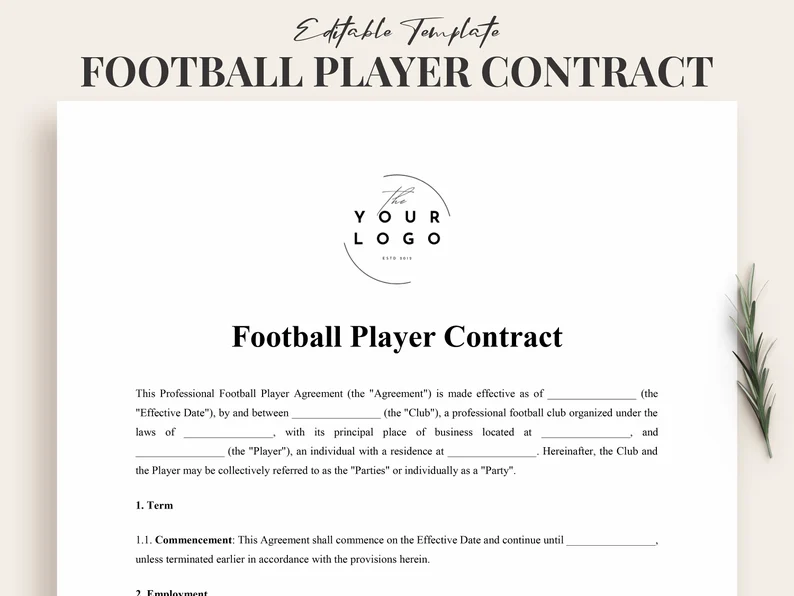 Editable Template
FOOTBALL PLAYER CONTRACT
the
YOUR
LOGO
ESTD 2019
Football Player Contract
This Professional Football Player Agreement (the "Agreement") is made effective as of ________________ (the
"Effective Date"), by and between ________________ (the "Club"), a professional football club organized under the
laws of ________________, with its principal place of business located at ________________, and
________________ (the "Player"), an individual with a residence at ________________. Hereinafter, the Club and
the Player may be collectively referred to as the "Parties" or individually as a "Party".
1. Term
1.1. Commencement: This Agreement shall commence on the Effective Date and continue until ________________,
unless terminated earlier in accordance with the provisions herein.
2. Employment